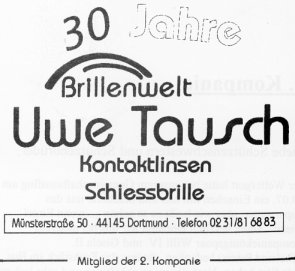 30 Jahre
Brillenwelt
Uwe Tausch
Kontaktlinsen
Schiessbrille
Münsterstraße 50 · 44145 Dortmund · Telefon 02 31/81 68 83
Mitglied der 2. Kompanie